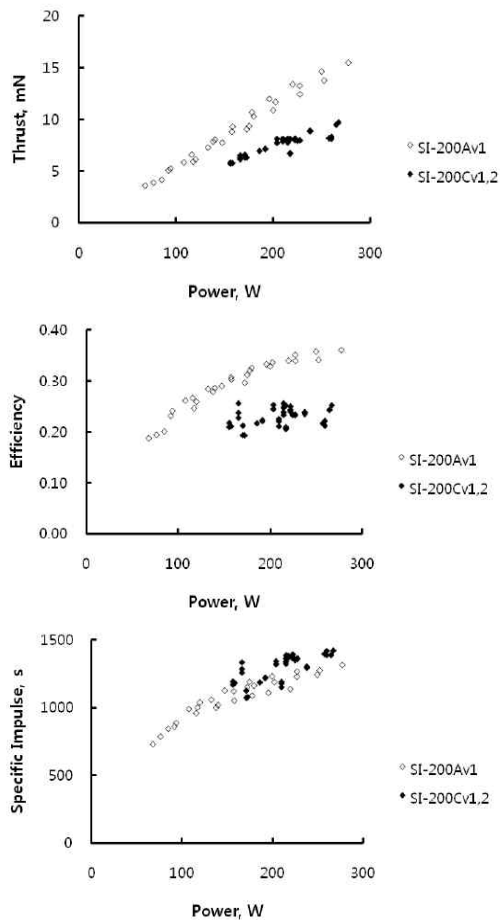 20
15
10
5
0
0 100 200 300
Thrust, mN
Power, W
SI-200Av1
SI-200Cv1,2
0.40
0.30
0.20
0.10
0.00
0 100 200 300
Efficiency
Power, W
SI-200Av1
SI-200Cv1,2
1500
1000
500
0
0 100 200 300
Specific Impulse, s
Power, W
SI-200Av1
SI-200Cv1,2